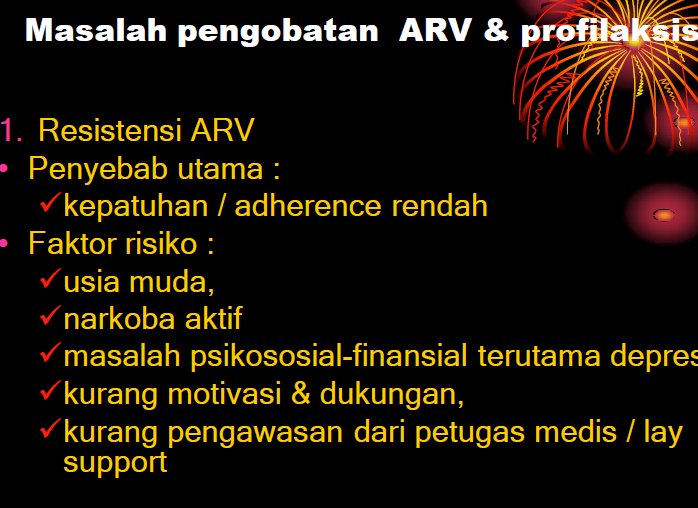 Masalah pengobatan ARV & profilaksis
1. Resistensi ARV
• Penyebab utama :
✓kepatuhan / adherence rendah
• Faktor risiko :
✓usia muda,
✓narkoba aktif
✓masalah psikososial-finansial terutama depres
✓kurang motivasi & dukungan,
✓kurang pengawasan dari petugas medis / lay
support